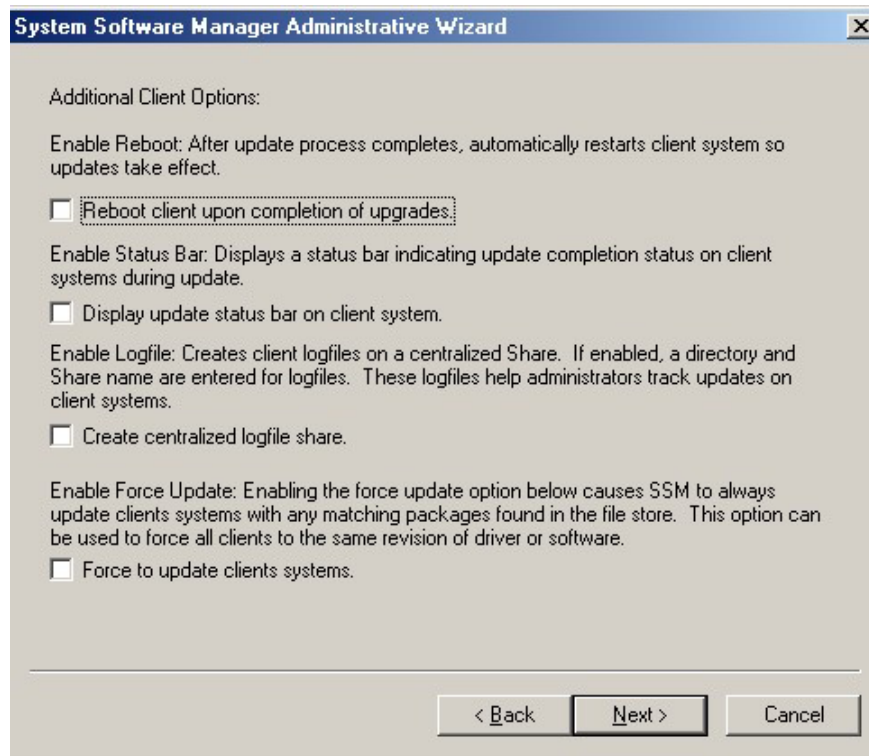 System Software Manager Administrative Wizard
Additional Client Options:
Enable Reboot: After update process completes, automatically restarts client system so
updates take effect.
Reboot client upon completion of upgrades.
Enable Status Bar: Displays a status bar indicating update completion status on client
systems during update.
Display update status bar on client system.
Enable Logfile: Creates client logfiles on a centralized Share.  If enabled, a directory and
Share name are entered for logfiles.  These logfiles help administrators track updates on
client systems.
Create centralized logfile share.
Enable Force Update: Enabling the force update option below causes SSM to always
update clients systems with any matching packages found in the file store.  This option can
be used to force all clients to the same revision of driver or software.
Force to update clients systems.
< Back Next > Cancel